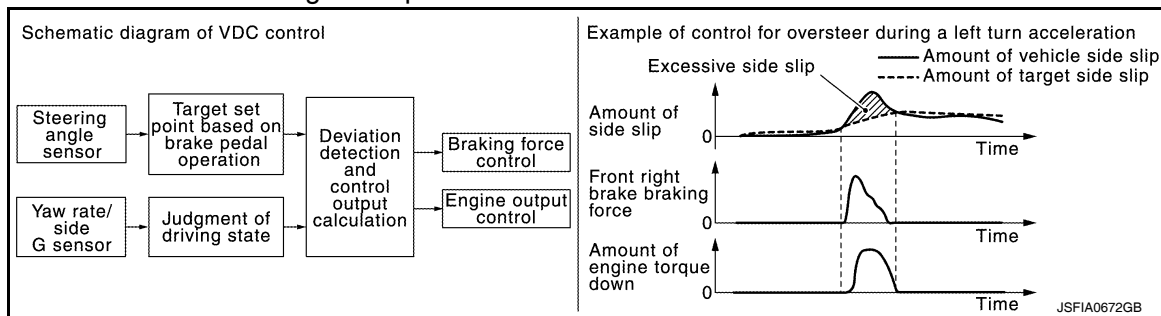 Schematic diagram of VDC control
Steering
angle
sensor
Target set
point based on
brake pedal
operation
Yaw rate/
side
G sensor
Judgment of
driving state
Deviation
detection
and
control
output
calculation
Braking force
control
Engine output
control
Example of control for oversteer during a left turn acceleration
Amount of vehicle side slip
Amount of target side slip
Excessive side slip
Amount of
side slip
0
Time
Front right
brake braking
force
0
Time
Amount of
engine torque
down
0
Time
JSFIA0672GB